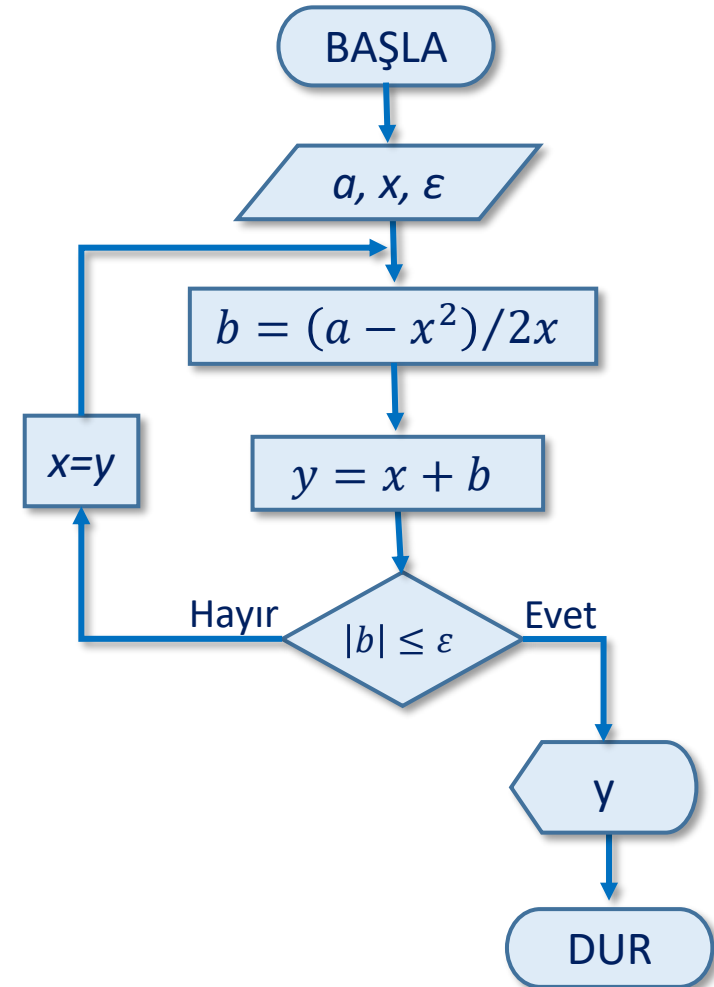 BAŞLA
a, x, ε
b = (a − x²)/2x
x=y
y = x + b
Hayır
|b| ≤ ε
Evet
y
DUR